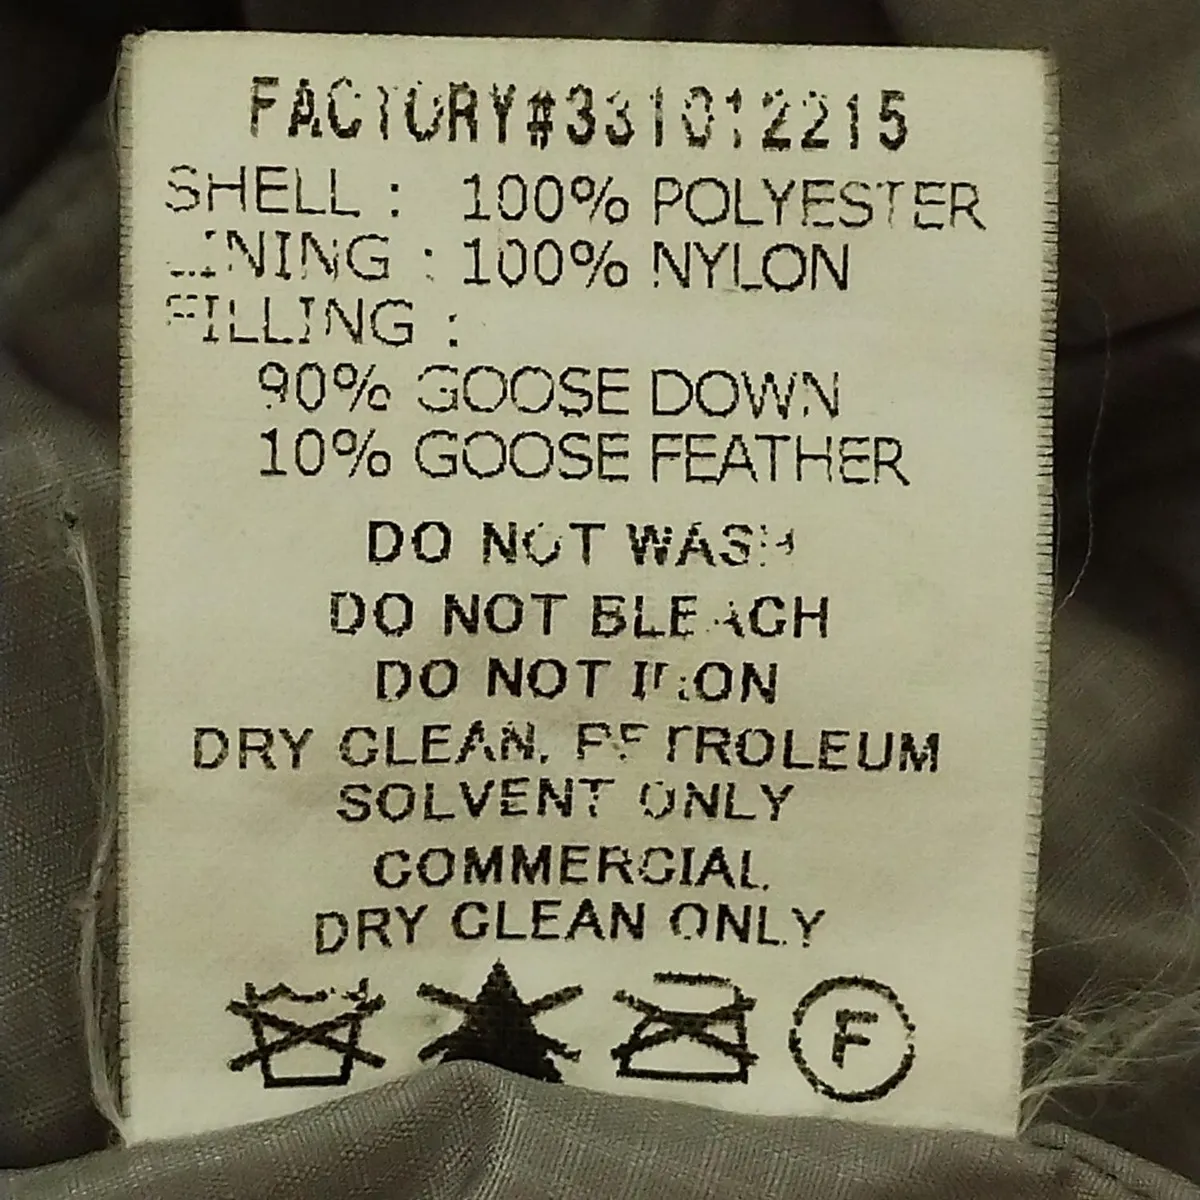 FACTORY#331012215
SHELL : 100% POLYESTER
LINING : 100% NYLON
FILLING :
90% GOOSE DOWN
10% GOOSE FEATHER
DO NOT WASH
DO NOT BLEACH
DO NOT IRON
DRY CLEAN, PETROLEUM
SOLVENT ONLY
COMMERCIAL
DRY CLEAN ONLY
F